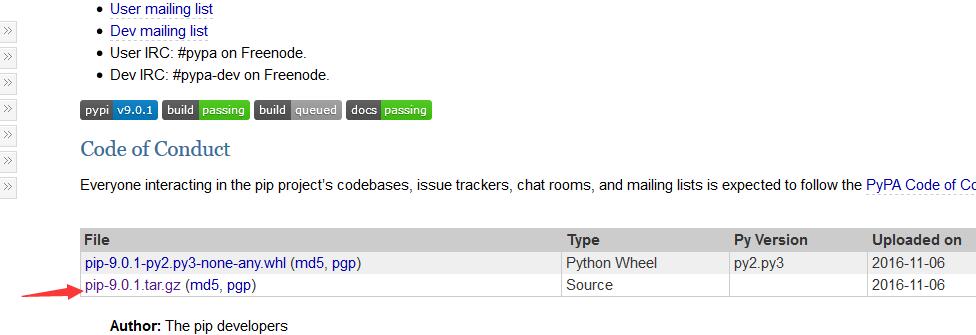 User mailing list
Dev mailing list
User IRC: #pypa on Freenode.
Dev IRC: #pypa-dev on Freenode.
pypi v9.0.1 build passing build queued docs passing
Code of Conduct
Everyone interacting in the pip project's codebases, issue trackers, chat rooms, and mailing lists is expected to follow the PyPA Code of Co
File Type Py Version Uploaded on
pip-9.0.1-py2.py3-none-any.whl (md5, pgp) Python Wheel py2.py3 2016-11-06
pip-9.0.1.tar.gz (md5, pgp) Source 2016-11-06
Author: The pip developers